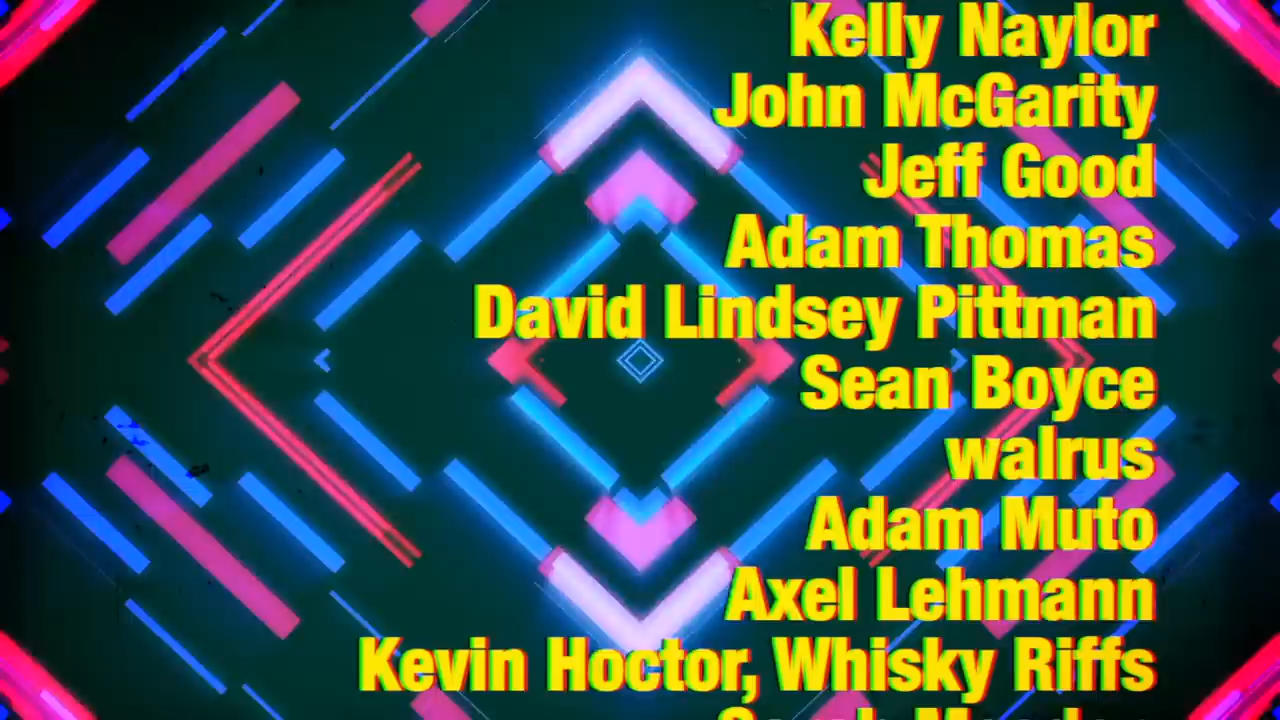 Kelly Naylor
John McGarity
Jeff Good
Adam Thomas
David Lindsey Pittman
Sean Boyce
walrus
Adam Muto
Axel Lehmann
Kevin Hoctor, Whisky Riffs